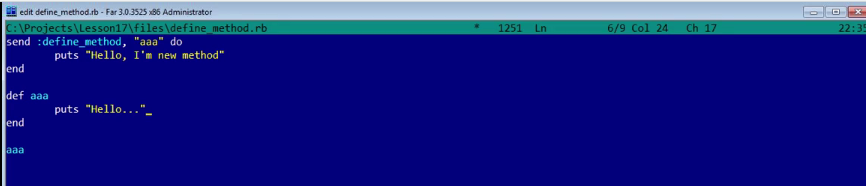 edit define_method.rb - Far 3.0.3525 x86 Administrator
C:\Projects\Lesson17\files\define_method.rb * 1251 Ln 6/9 Col 24 Ch 17 22:35
send :define_method, "aaa" do
        puts "Hello, I'm new method"
end
def aaa
        puts "Hello..."_
end
aaa